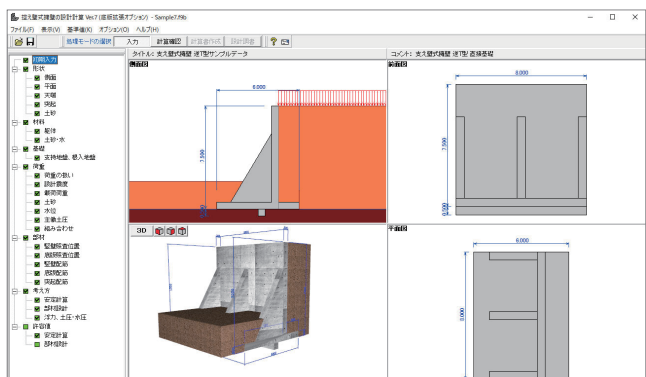 控え壁式擁壁の設計計算 Ver.7 (底版拡張オプション) - Sample7.f9b
ファイル(F) 表示(V) 基準値(K) オプション(O) ヘルプ(H)
処理モードの選択 入力 計算確認 計算書作成 設計調書
タイトル: 支え壁式擁壁 逆T型サンプルデータ
コメント: 支え壁式擁壁 逆T型 直接基礎
初期入力
形状
側面
平面
天端
突起
土砂
材料
躯体
土砂・水
基礎
支持地盤、根入地盤
荷重
荷重の扱い
設計震度
載荷荷重
土砂
水位
主働土圧
組み合わせ
部材
竪壁照査位置
底版照査位置
竪壁配筋
底版配筋
突起配筋
考え方
安定計算
部材設計
浮力、土圧・水圧
許容値
安定計算
部材設計
側面図
6.000
7.500
前面図
8.000
7.500
0.500
3D
平面図
6.000
8.000